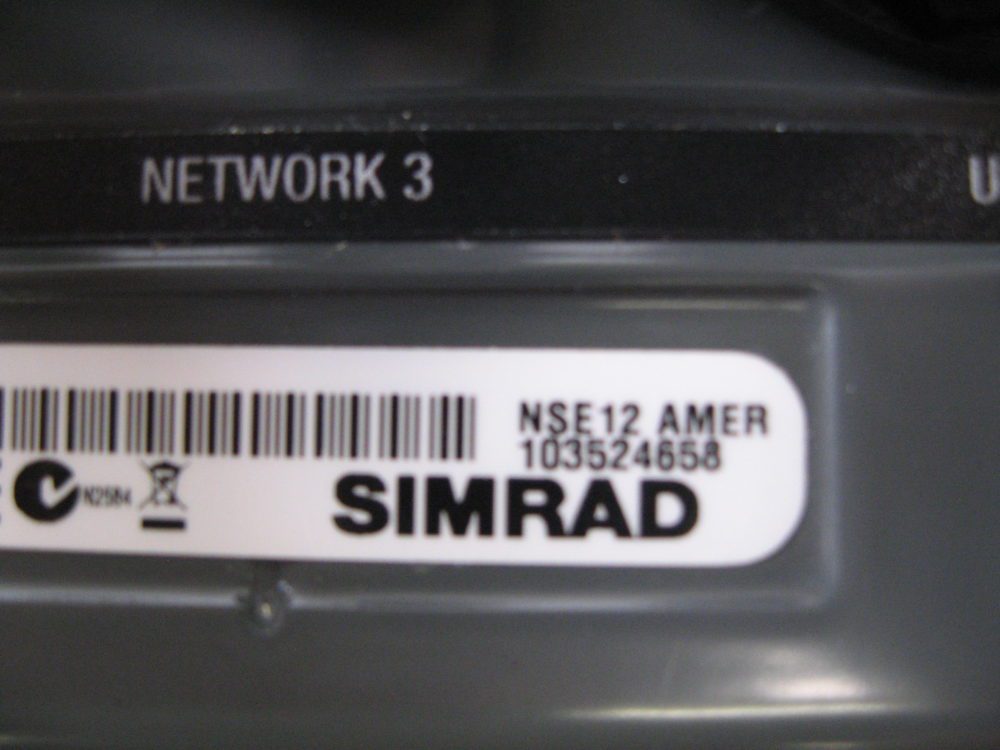 NETWORK 3
U
NSE12 AMER
103524658
N2584
SIMRAD